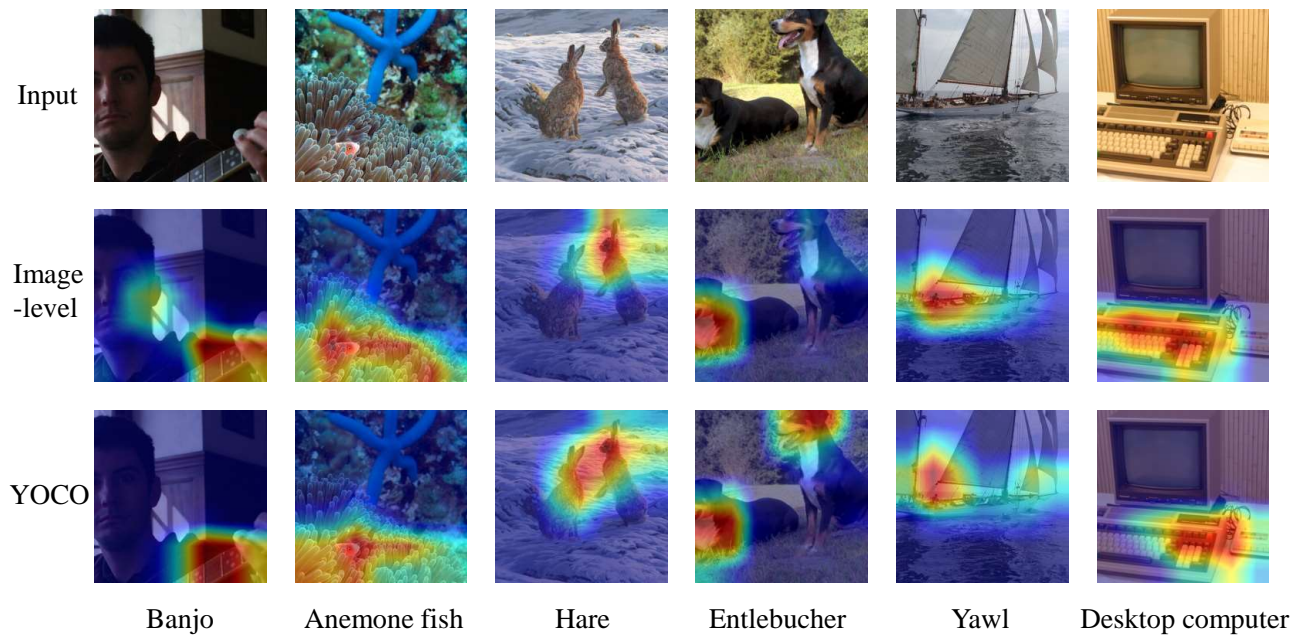 Input
Image
-level
YOCO
Banjo
Anemone fish
Hare
Entlebucher
Yawl
Desktop computer